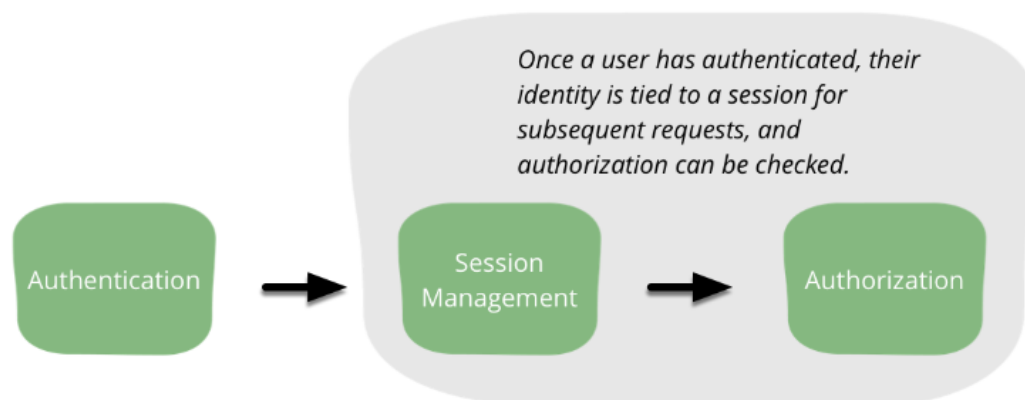 Once a user has authenticated, their
identity is tied to a session for
subsequent requests, and
authorization can be checked.
Authentication
Session
Management
Authorization